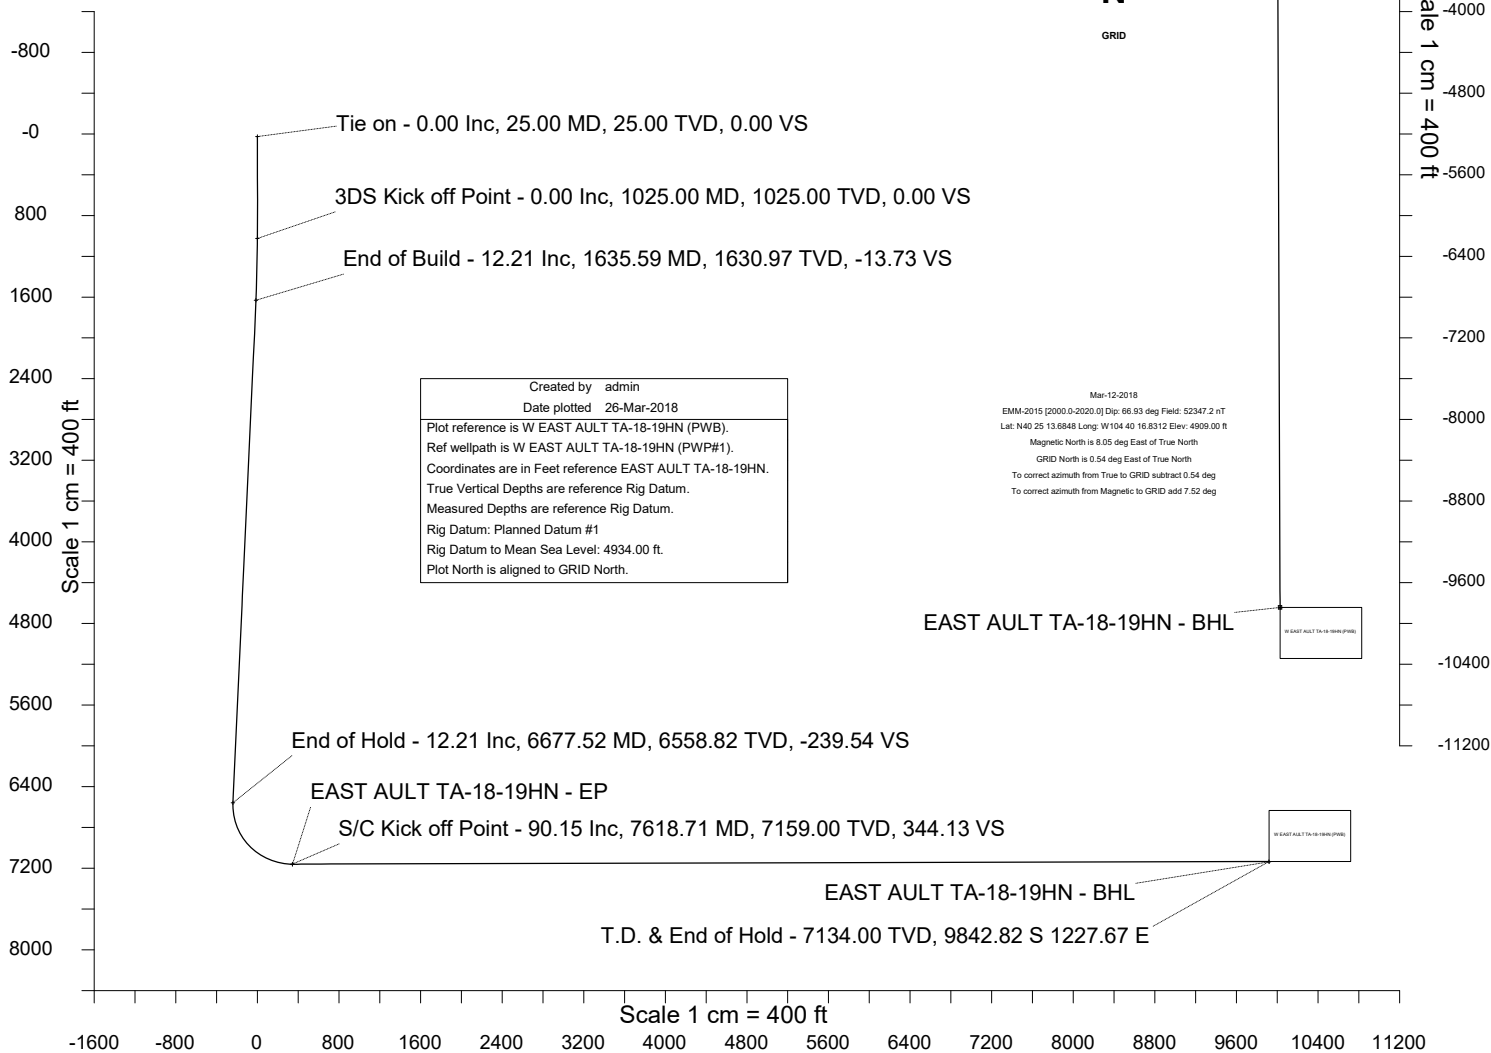 N
GRID
-800
-0
800
1600
2400
3200
4000
4800
5600
6400
7200
8000
Scale 1 cm = 400 ft
Tie on - 0.00 Inc, 25.00 MD, 25.00 TVD, 0.00 VS
3DS Kick off Point - 0.00 Inc, 1025.00 MD, 1025.00 TVD, 0.00 VS
End of Build - 12.21 Inc, 1635.59 MD, 1630.97 TVD, -13.73 VS
Created by admin
Date plotted 26-Mar-2018
Plot reference is W EAST AULT TA-18-19HN (PWB).
Ref wellpath is W EAST AULT TA-18-19HN (PWP#1).
Coordinates are in Feet reference EAST AULT TA-18-19HN.
True Vertical Depths are reference Rig Datum.
Measured Depths are reference Rig Datum.
Rig Datum: Planned Datum #1
Rig Datum to Mean Sea Level: 4934.00 ft.
Plot North is aligned to GRID North.
Mar-12-2018
EMM-2015 [2000.0-2020.0] Dip: 66.93 deg Field: 52347.2 nT
Lat: N40 25 13.6848 Long: W104 40 16.8312 Elev: 4909.00 ft
Magnetic North is 8.05 deg East of True North
GRID North is 0.54 deg East of True North
To correct azimuth from True to GRID subtract 0.54 deg
To correct azimuth from Magnetic to GRID add 7.52 deg
EAST AULT TA-18-19HN - BHL
W EAST AULT TA-18-19HN (PWB)
End of Hold - 12.21 Inc, 6677.52 MD, 6558.82 TVD, -239.54 VS
EAST AULT TA-18-19HN - EP
S/C Kick off Point - 90.15 Inc, 7618.71 MD, 7159.00 TVD, 344.13 VS
W EAST AULT TA-18-19HN (PWB)
EAST AULT TA-18-19HN - BHL
T.D. & End of Hold - 7134.00 TVD, 9842.82 S 1227.67 E
-4000
-4800
-5600
-6400
-7200
-8000
-8800
-9600
-10400
-11200
ale 1 cm = 400 ft
Scale 1 cm = 400 ft
-1600 -800 0 800 1600 2400 3200 4000 4800 5600 6400 7200 8000 8800 9600 10400 11200